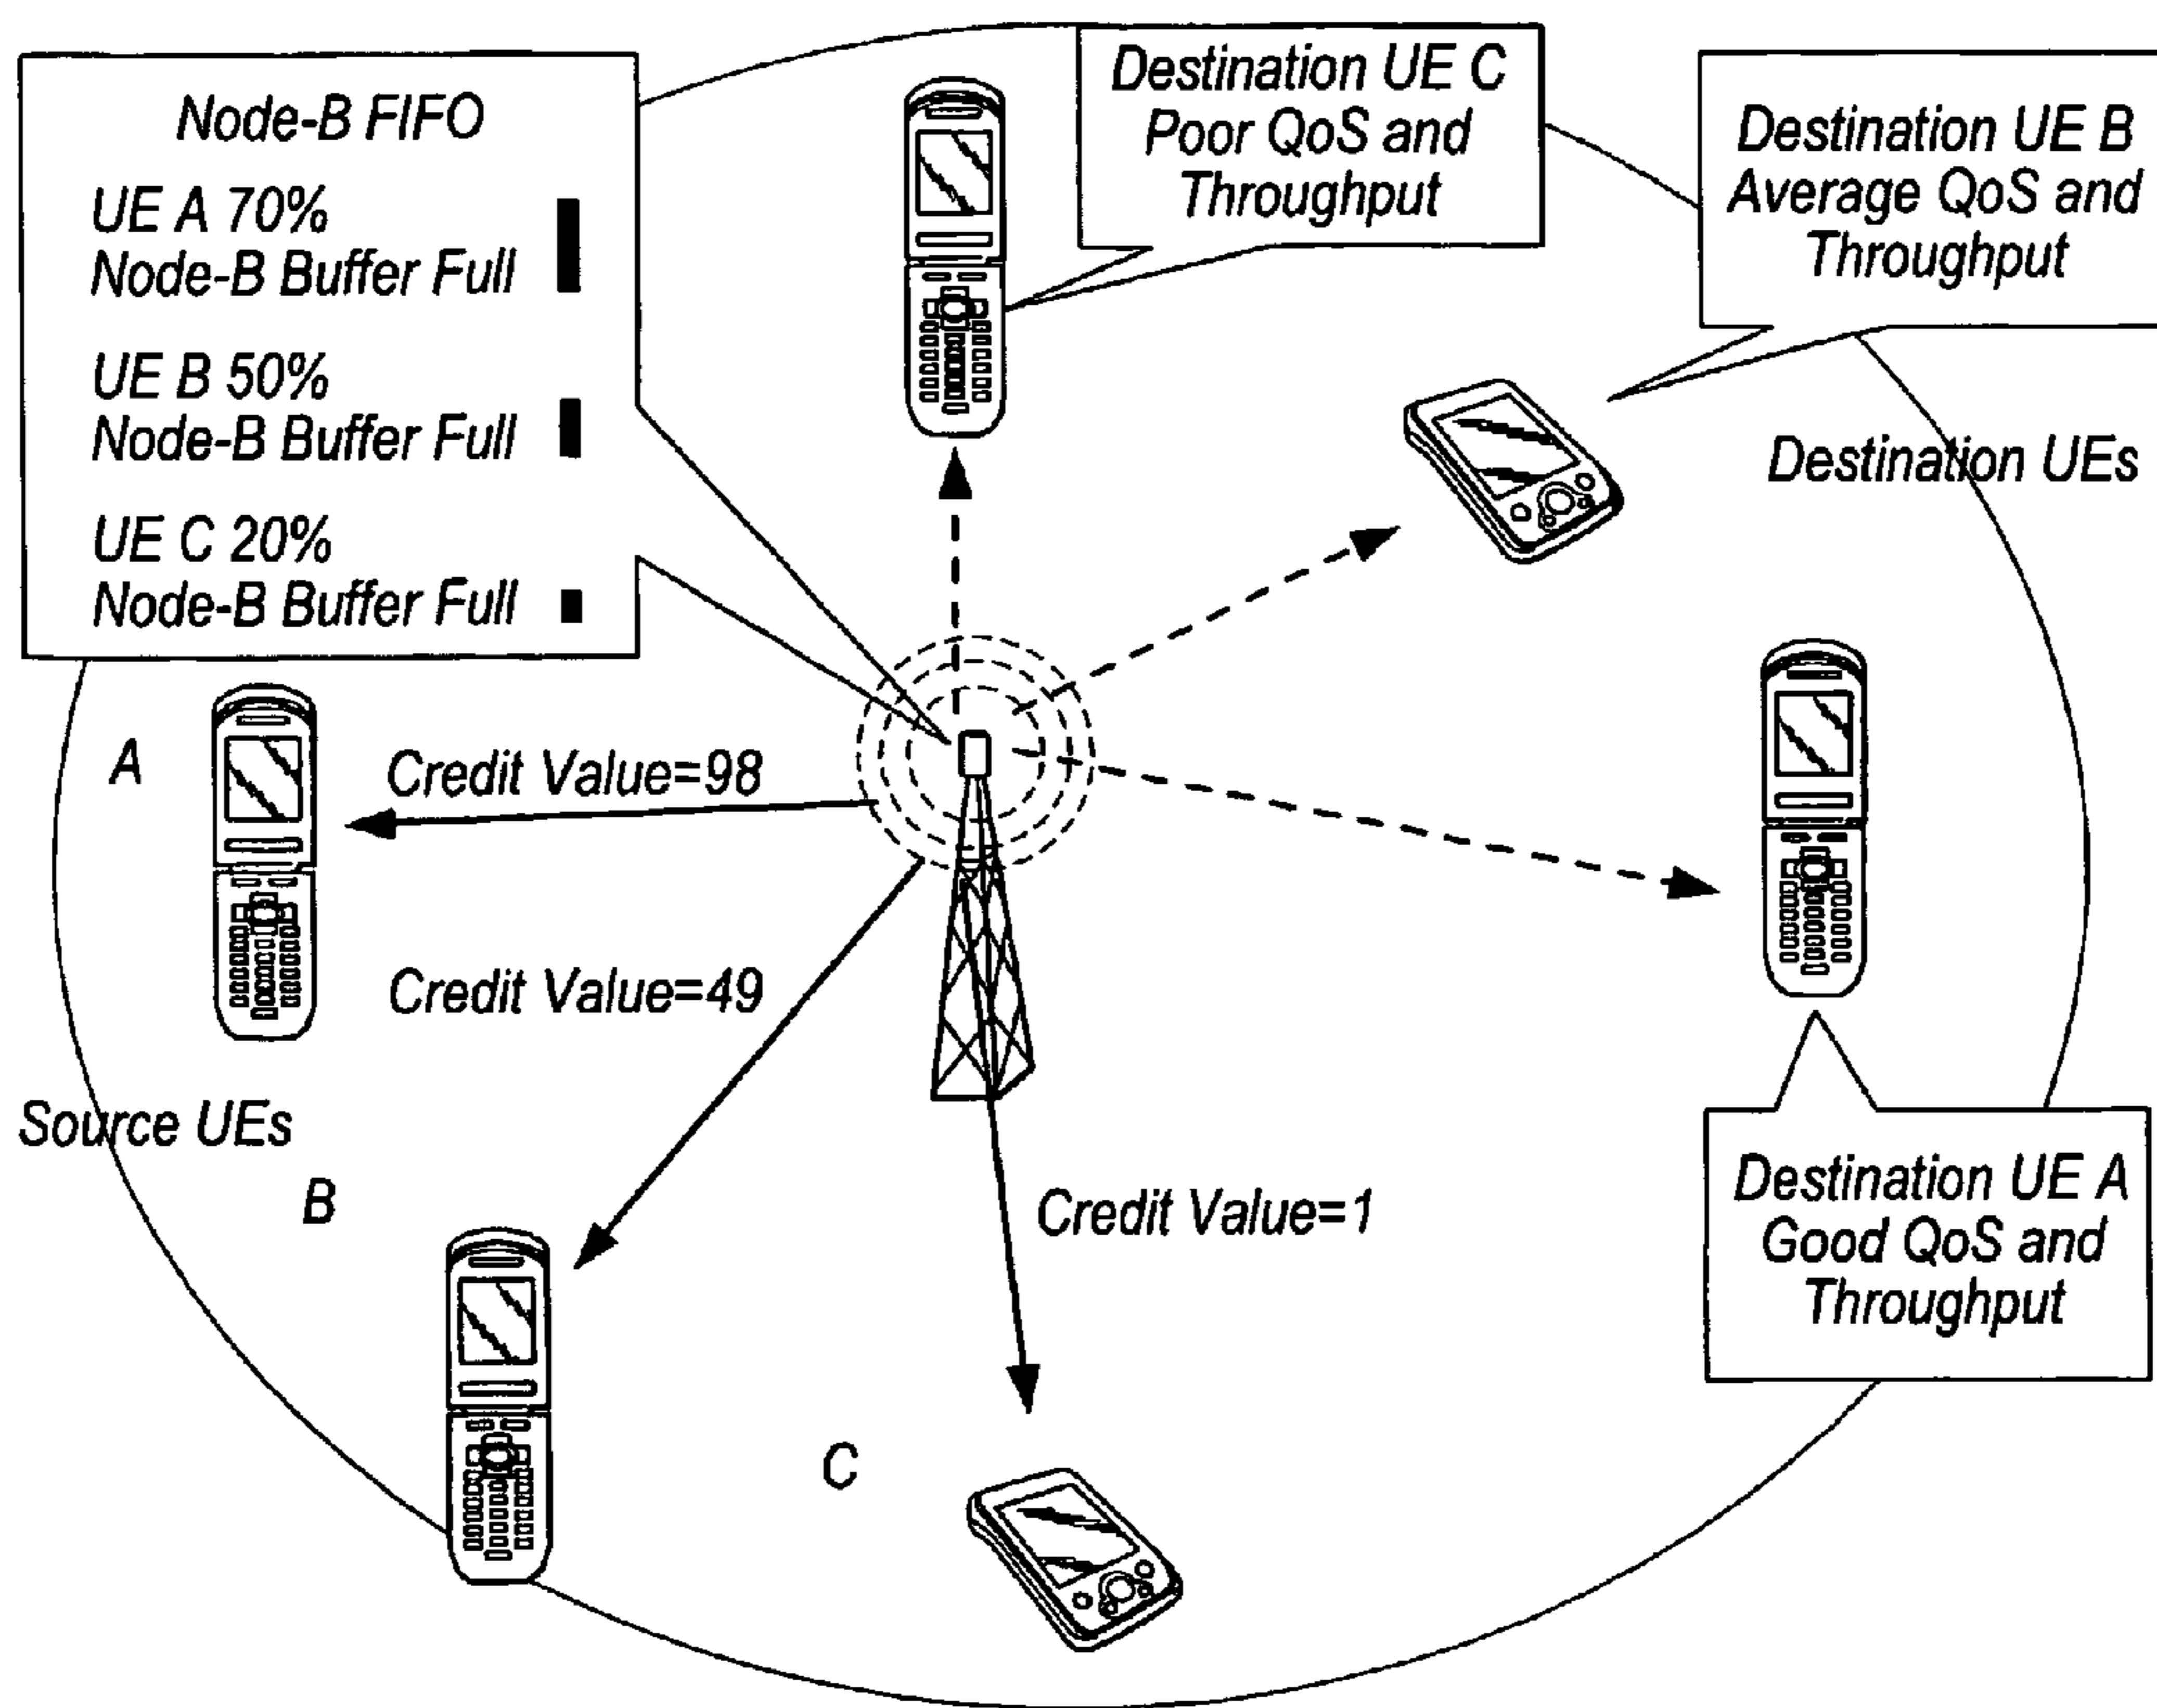 Node-B FIFO
UE A 70%
Node-B Buffer Full
UE B 50%
Node-B Buffer Full
UE C 20%
Node-B Buffer Full
Destination UE C
Poor QoS and
Throughput
Destination UE B
Average QoS and
Throughput
Destination UEs
A
Credit Value=98
Credit Value=49
Source UEs
B
Credit Value=1
C
Destination UE A
Good QoS and
Throughput